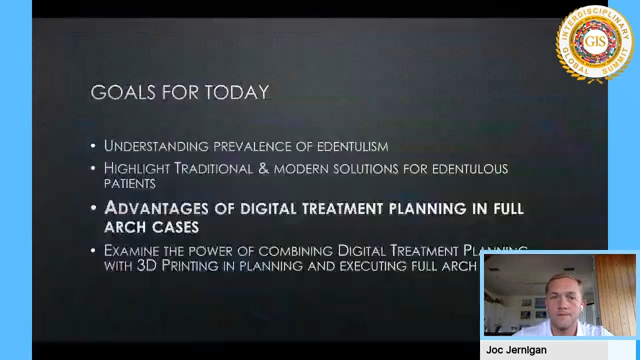 INTERDISCIPLINARY
GIS
GLOBAL SUMMIT
GOALS FOR TODAY
• UNDERSTANDING PREVALENCE OF EDENTULISM
• HIGHLIGHT TRADITIONAL & MODERN SOLUTIONS FOR EDENTULOUS
PATIENTS
• ADVANTAGES OF DIGITAL TREATMENT PLANNING IN FULL
ARCH CASES
• EXAMINE THE POWER OF COMBINING DIGITAL TREATMENT PLANNING
WITH 3D PRINTING IN PLANNING AND EXECUTING FULL ARCH
Joc Jernigan